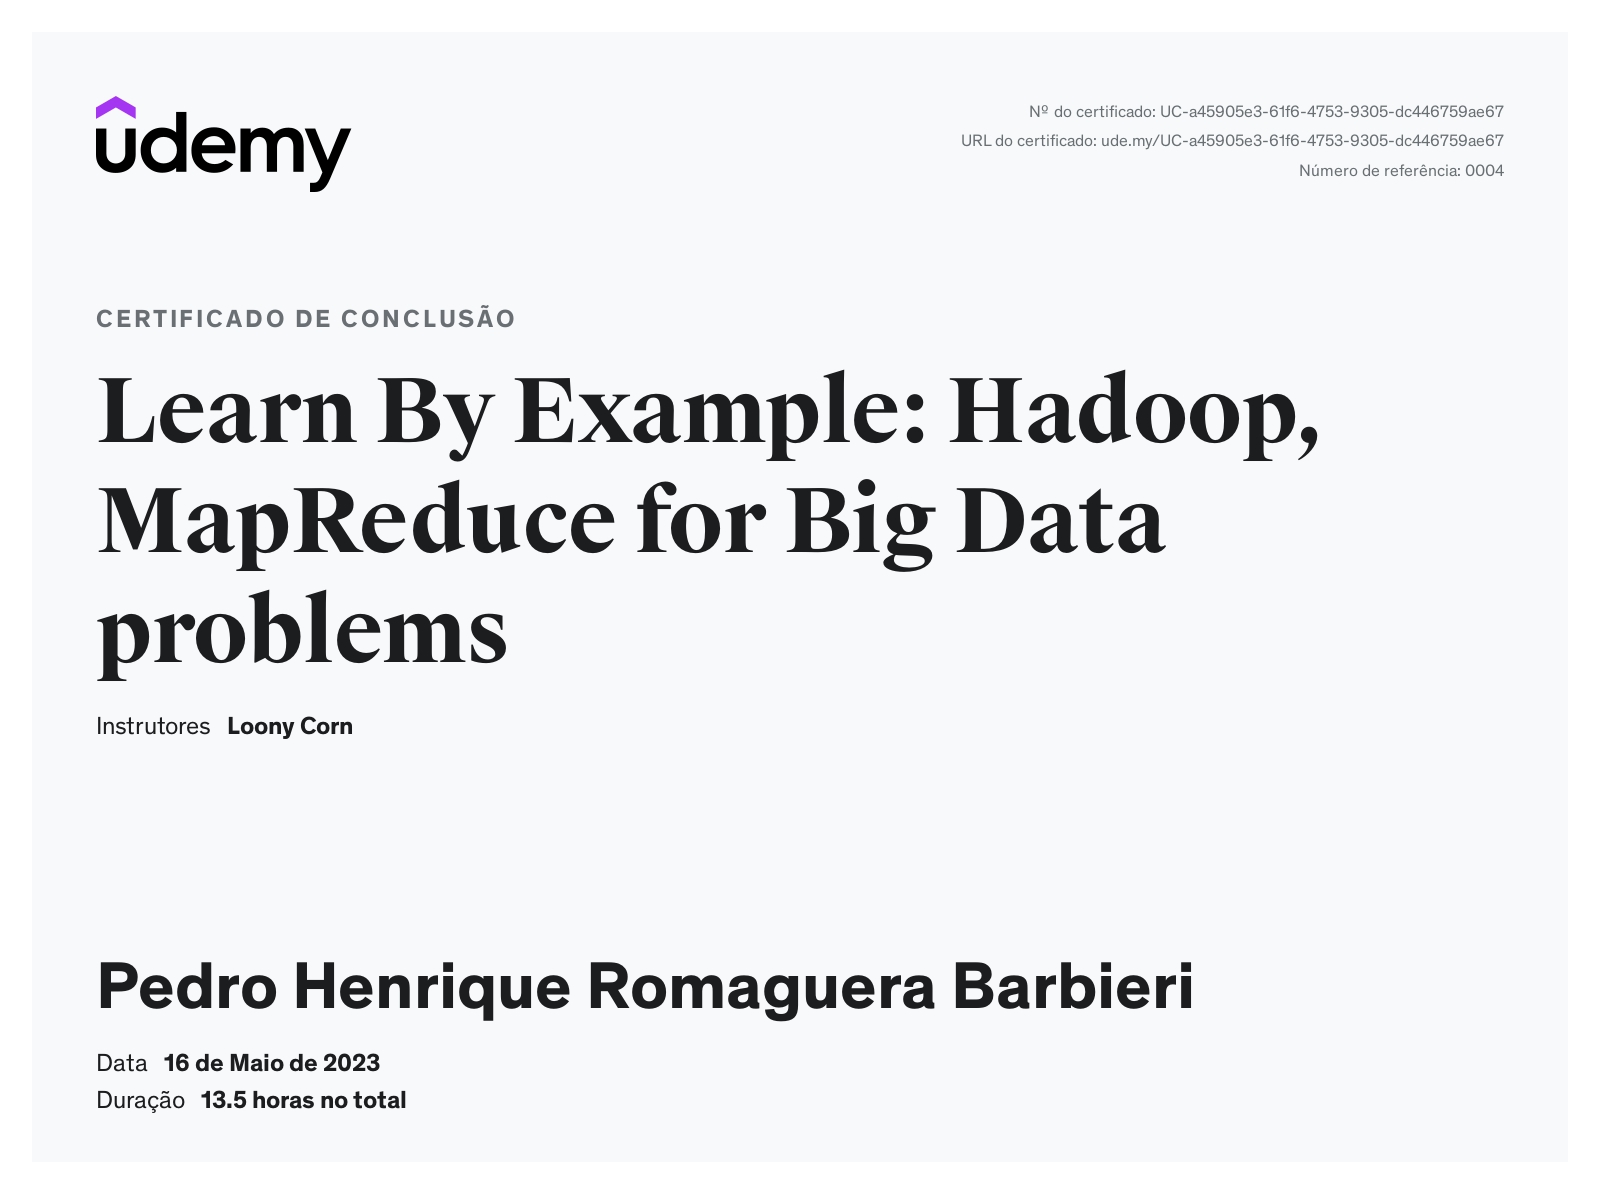 udemy
Nº do certificado: UC-a45905e3-61f6-4753-9305-dc446759ae67
URL do certificado: ude.my/UC-a45905e3-61f6-4753-9305-dc446759ae67
Número de referência: 0004
CERTIFICADO DE CONCLUSÃO
Learn By Example: Hadoop,
MapReduce for Big Data
problems
Instrutores Loony Corn
Pedro Henrique Romaguera Barbieri
Data 16 de Maio de 2023
Duração 13.5 horas no total